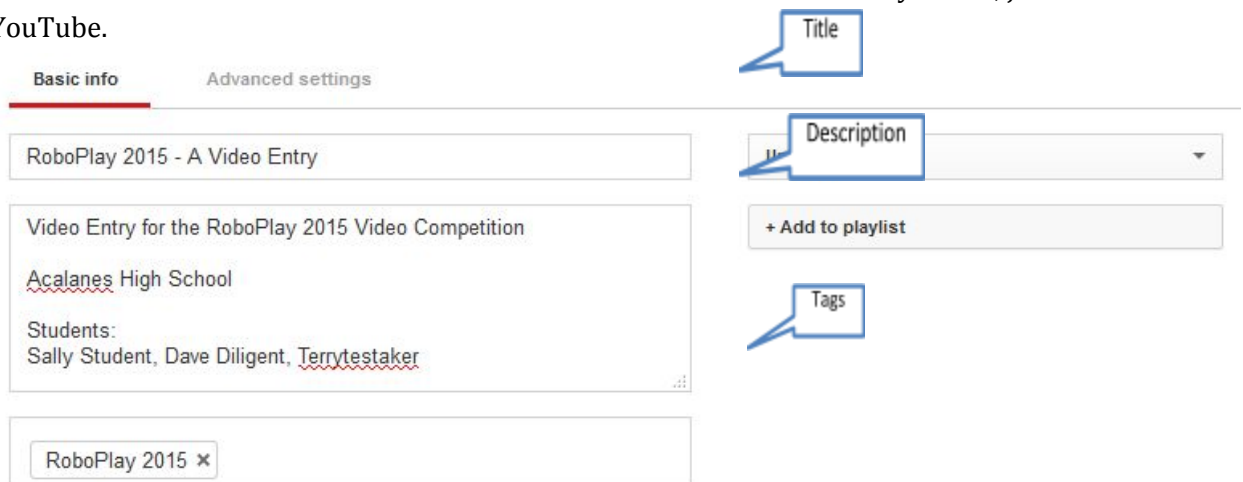 YouTube.
Title
Basic info
Advanced settings
RoboPlay 2015 - A Video Entry
Description
Video Entry for the RoboPlay 2015 Video Competition
Acalanes High School
Students:
Sally Student, Dave Diligent, Terrytestaker
+ Add to playlist
Tags
RoboPlay 2015 ×